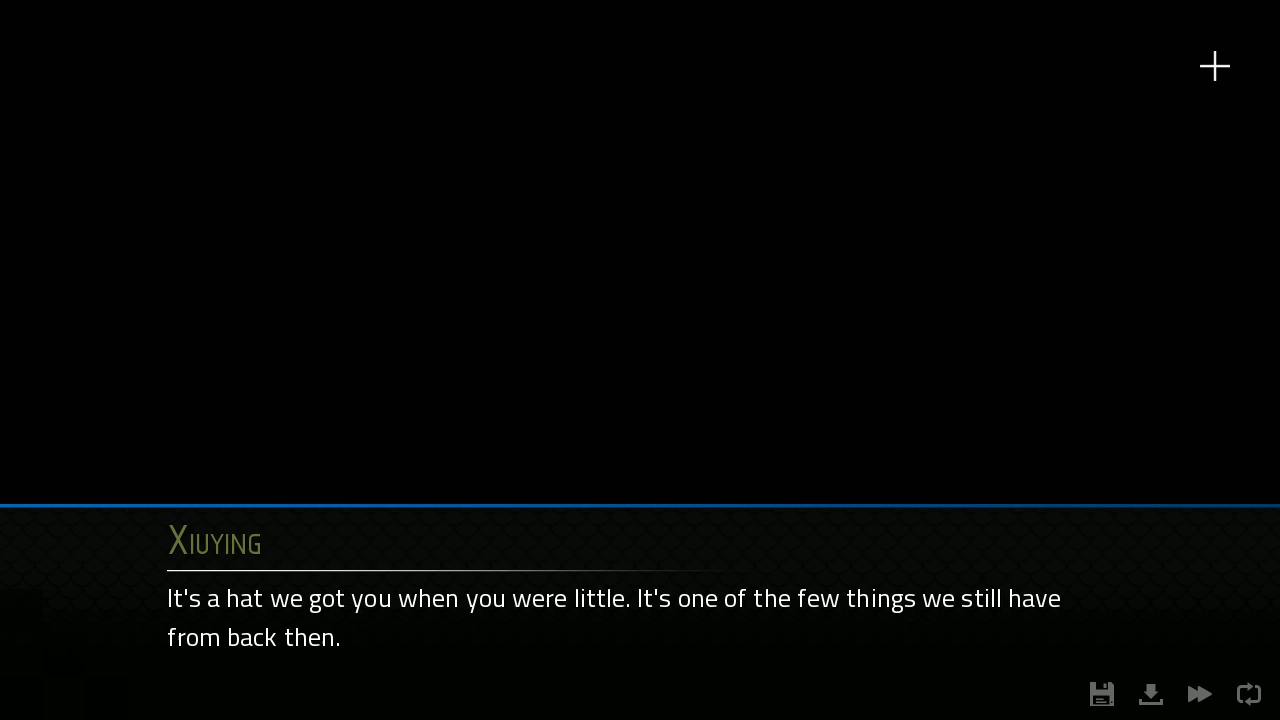 Xiuying
It's a hat we got you when you were little. It's one of the few things we still have
from back then.